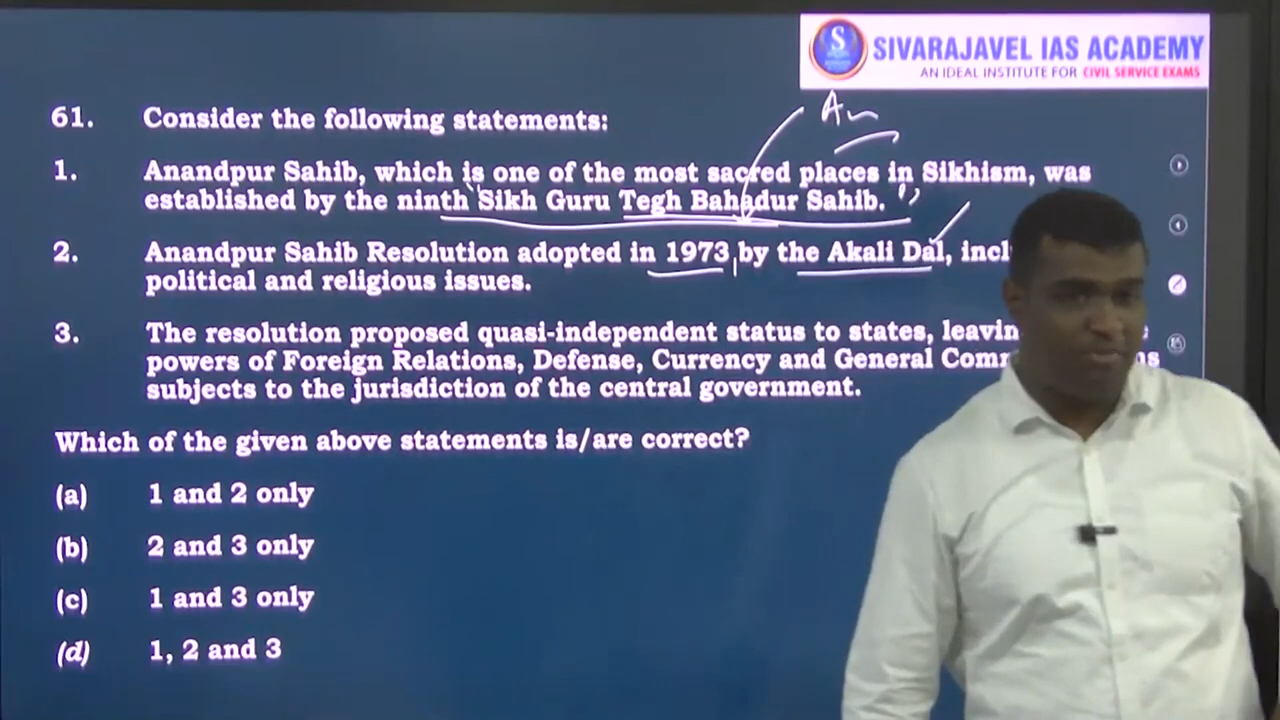 SIVARAJAVEL IAS ACADEMY
AN IDEAL INSTITUTE FOR CIVIL SERVICE EXAMS
61. Consider the following statements:
1. Anandpur Sahib, which is one of the most sacred places in Sikhism, was
established by the ninth Sikh Guru Tegh Bahadur Sahib.
2. Anandpur Sahib Resolution adopted in 1973 by the Akali Dal,
political and religious issues.
3. The resolution proposed quasi-independent status to states,
powers of Foreign Relations, Defense, Currency and General
subjects to the jurisdiction of the central government.
Which of the given above statements is/are correct?
(a) 1 and 2 only
(b) 2 and 3 only
(c) 1 and 3 only
(d) 1, 2 and 3